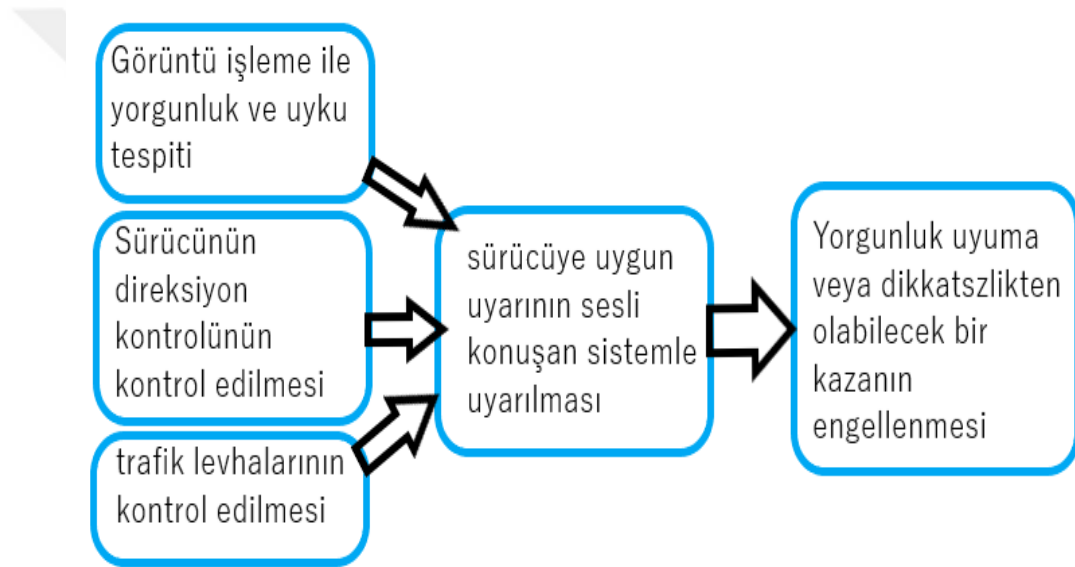 Görüntü işleme ile
yorgunluk ve uyku
tespiti
Sürücünün
direksiyon
kontrolünün
kontrol edilmesi
trafik levhalarının
kontrol edilmesi
sürücüye uygun
uyarının sesli
konuşan sistemle
uyarılması
Yorgunluk uyuma
veya dikkatszlikten
olabilecek bir
kazanın
engellenmesi